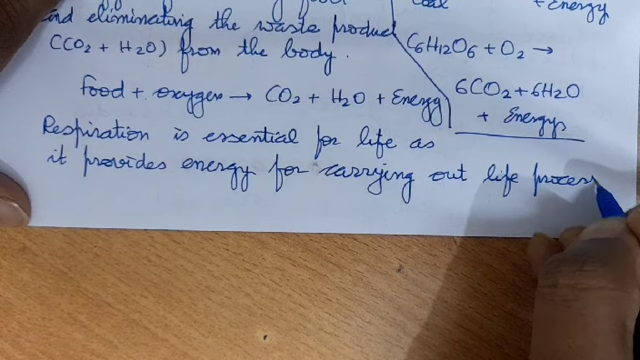 + Energy
and eliminating the waste product
(CO2 + H2O) from the body.
C6H12O6 + O2 →
6CO2 + 6H2O
+ Energy
food + oxygen → CO2 + H2O + Energy
Respiration is essential for life as
it provides energy for carrying out life process